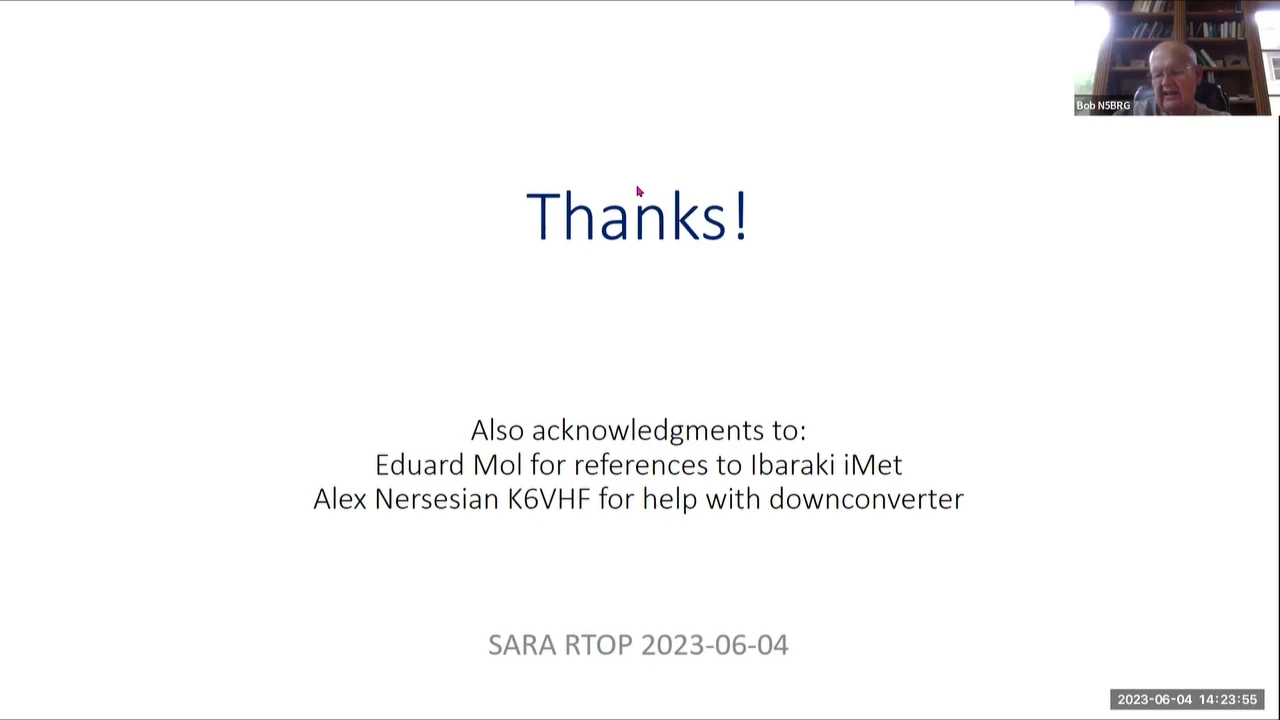 Bob N5BRG
Thanks!
Also acknowledgments to:
Eduard Mol for references to Ibaraki iMet
Alex Nersesian K6VHF for help with downconverter
SARA RTOP 2023-06-04
2023-06-04 14:23:55